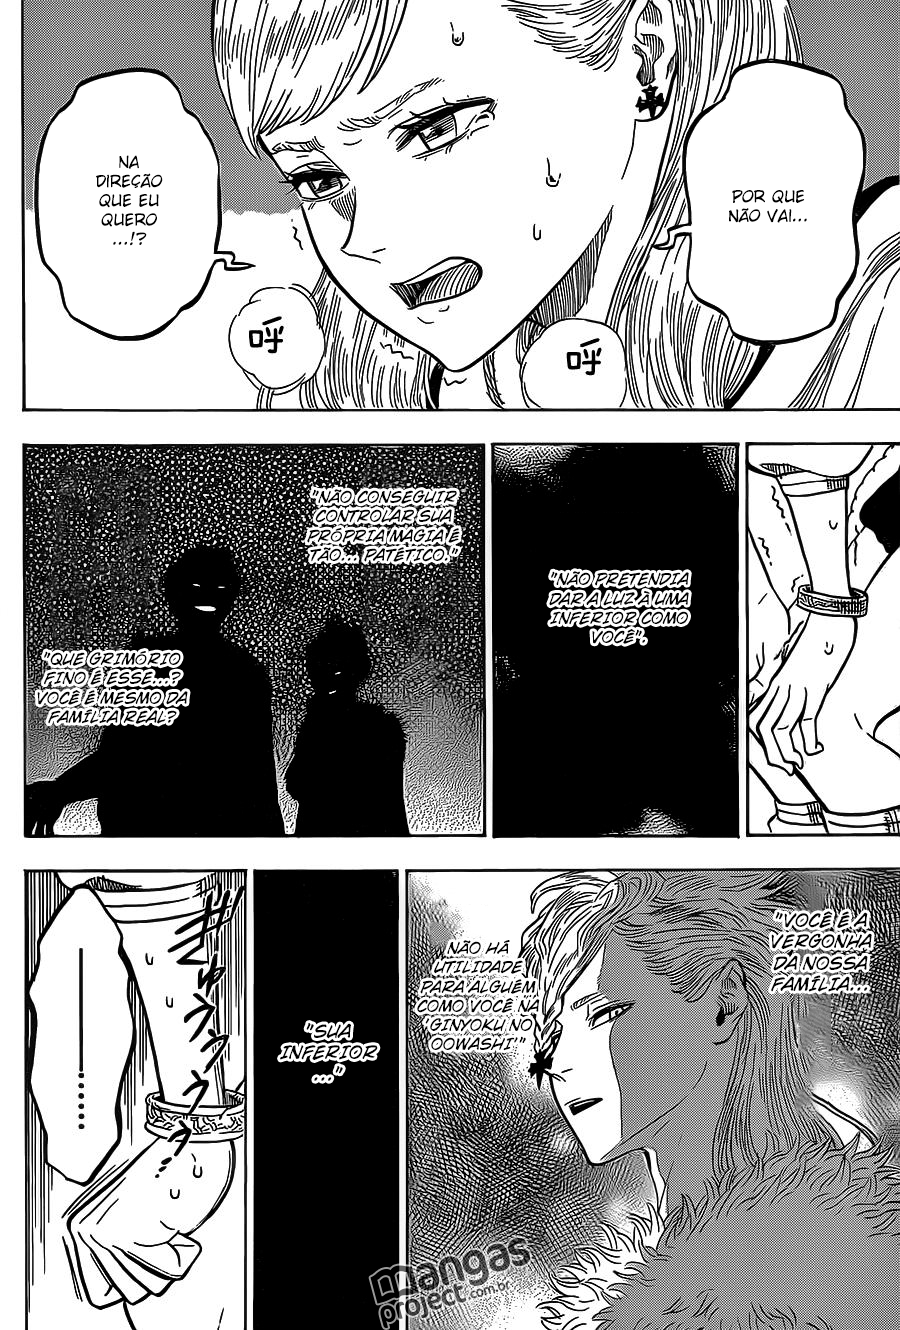 POR QUE
NÃO VAI...
NA
DIREÇÃO
QUE EU
QUERO
...!?
呼
呼
"NÃO PRETENDIA
DAR A LUZ À UMA
INFERIOR COMO
VOCÊ".
"NÃO CONSEGUIR
CONTROLAR SUA
PRÓPRIA MAGIA É
TÃO... PATÉTICO."
"QUE GRIMÓRIO
FINO É ESSE...?
VOCÊ É MESMO DA
FAMÍLIA REAL?
"VOCÊ É A
VERGONHA
DA NOSSA
FAMÍLIA...
NÃO HÁ
UTILIDADE
PARA ALGUÉM
COMO VOCÊ NA
'GINYOKU NO
OOWASHI'"
"SUA
INFERIOR
..."
mangas
project.com.br